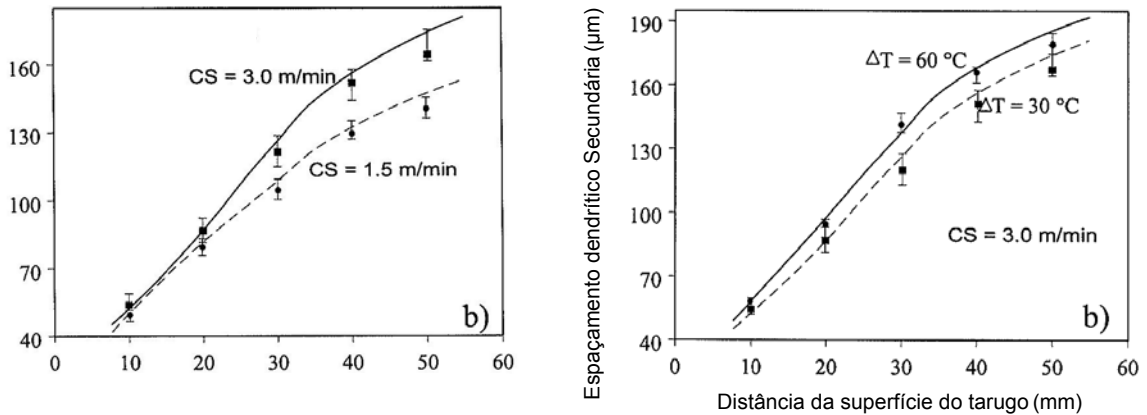 160
130
100
70
40
0
10
20
30
40
50
60
CS = 3.0 m/min
CS = 1.5 m/min
b)
Espaçamento dendrítico Secundária (µm)
190
160
130
100
70
40
0
10
20
30
40
50
60
ΔT = 60 °C
ΔT = 30 °C
CS = 3.0 m/min
b)
Distância da superfície do tarugo (mm)